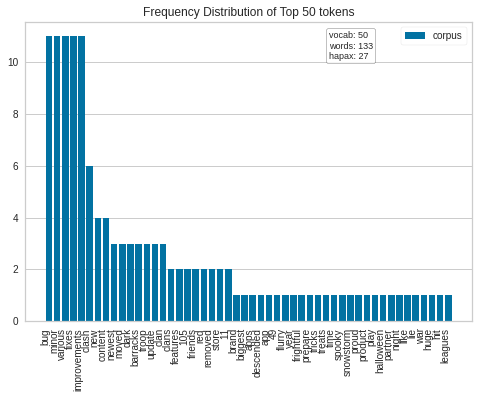 Frequency Distribution of Top 50 tokens
vocab: 50
words: 133
hapax: 27
corpus
10
8
6
4
2
0
bug
minor
various
fixes
improvements
clash
new
content
newest
moved
dark
barracks
troop
update
clan
clans
features
105
friends
red
removed
store
11
brand
biggest
apps
descended
app
49
flurry
year
frightful
prepare
tricks
treats
time
spooky
snowstorm
proud
product
play
halloween
partner
night
like
lie
war
huge
hit
leagues